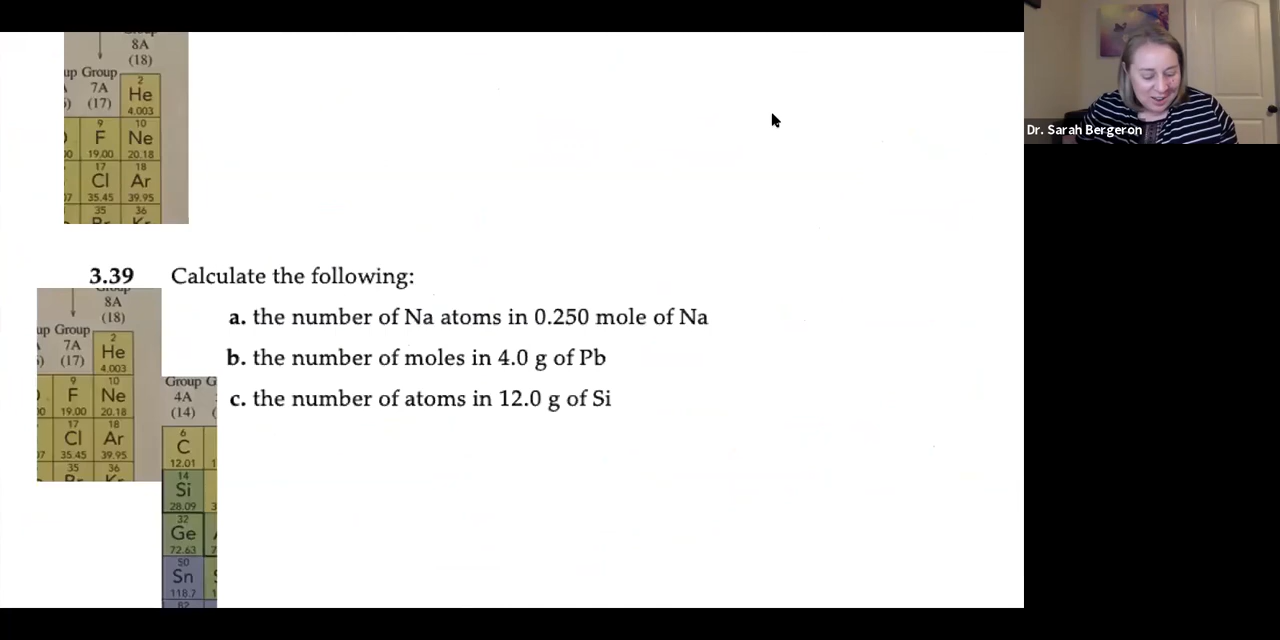 8A
(18)
up Group
7A
(17)
2
He
4.003
9
F
19.00
10
Ne
20.18
17
Cl
35.45
18
Ar
39.95
35
36
Dr. Sarah Bergeron
3.39 Calculate the following:
a. the number of Na atoms in 0.250 mole of Na
b. the number of moles in 4.0 g of Pb
c. the number of atoms in 12.0 g of Si
8A
(18)
up Group
7A
(17)
2
He
4.003
9
F
19.00
10
Ne
20.18
17
Cl
35.45
18
Ar
39.95
35
36
Group G
4A
(14)
6
C
12.01
14
Si
28.09
32
Ge
72.63
50
Sn
118.7
82